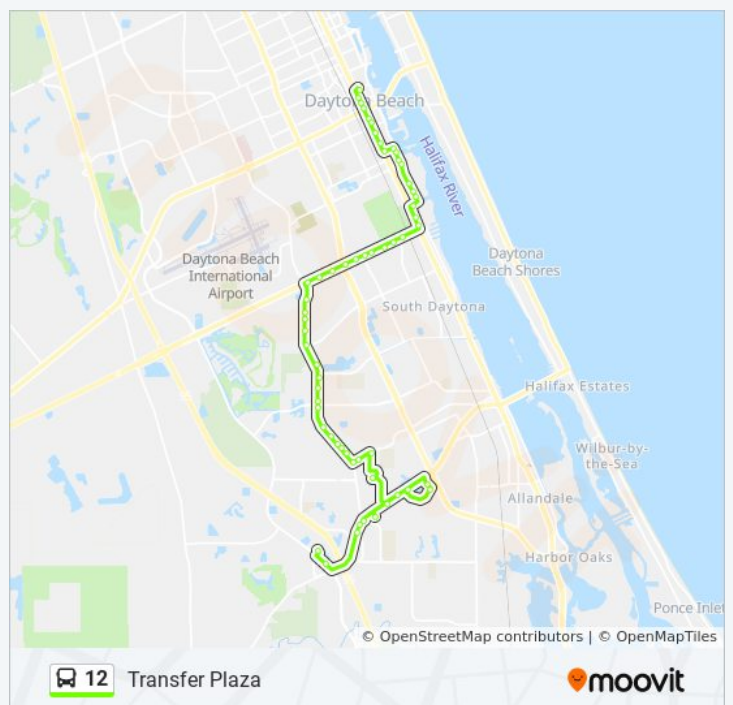 Daytona Beach
Halifax River
Daytona Beach
International
Airport
Daytona
Beach Shores
South Daytona
Halifax Estates
Wilbur-by-
the-Sea
Allandale
Harbor Oaks
Ponce Inlet
© OpenStreetMap contributors | © OpenMapTiles
12 Transfer Plaza
moovit